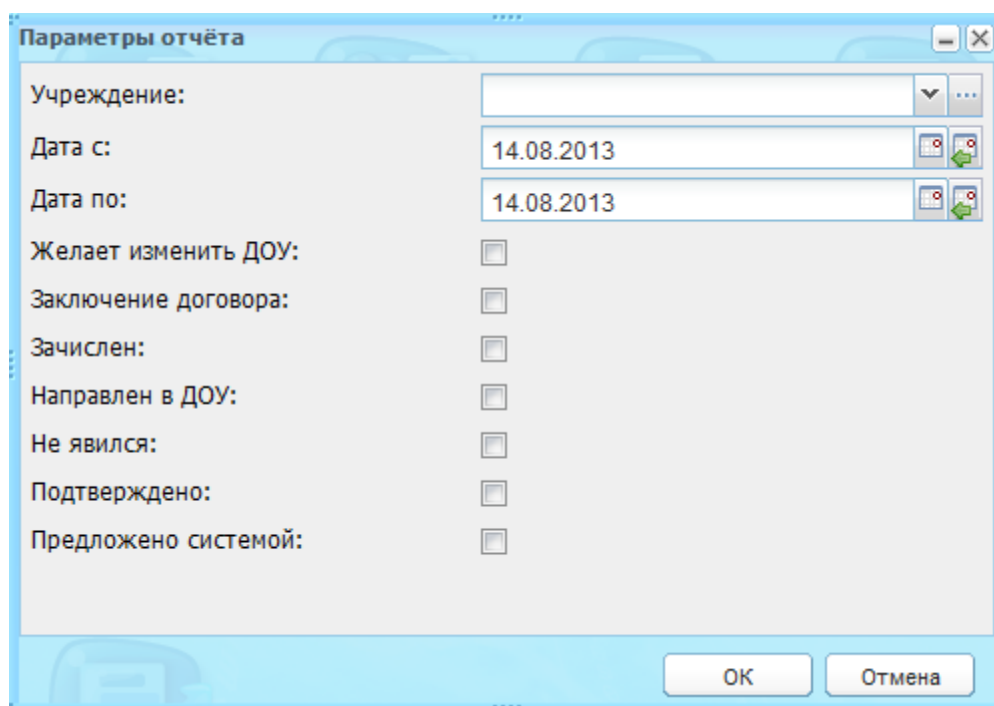 Параметры отчёта
Учреждение:
Дата с: 14.08.2013
Дата по: 14.08.2013
Желает изменить ДОУ:
Заключение договора:
Зачислен:
Направлен в ДОУ:
Не явился:
Подтверждено:
Предложено системой:
ОК Отмена